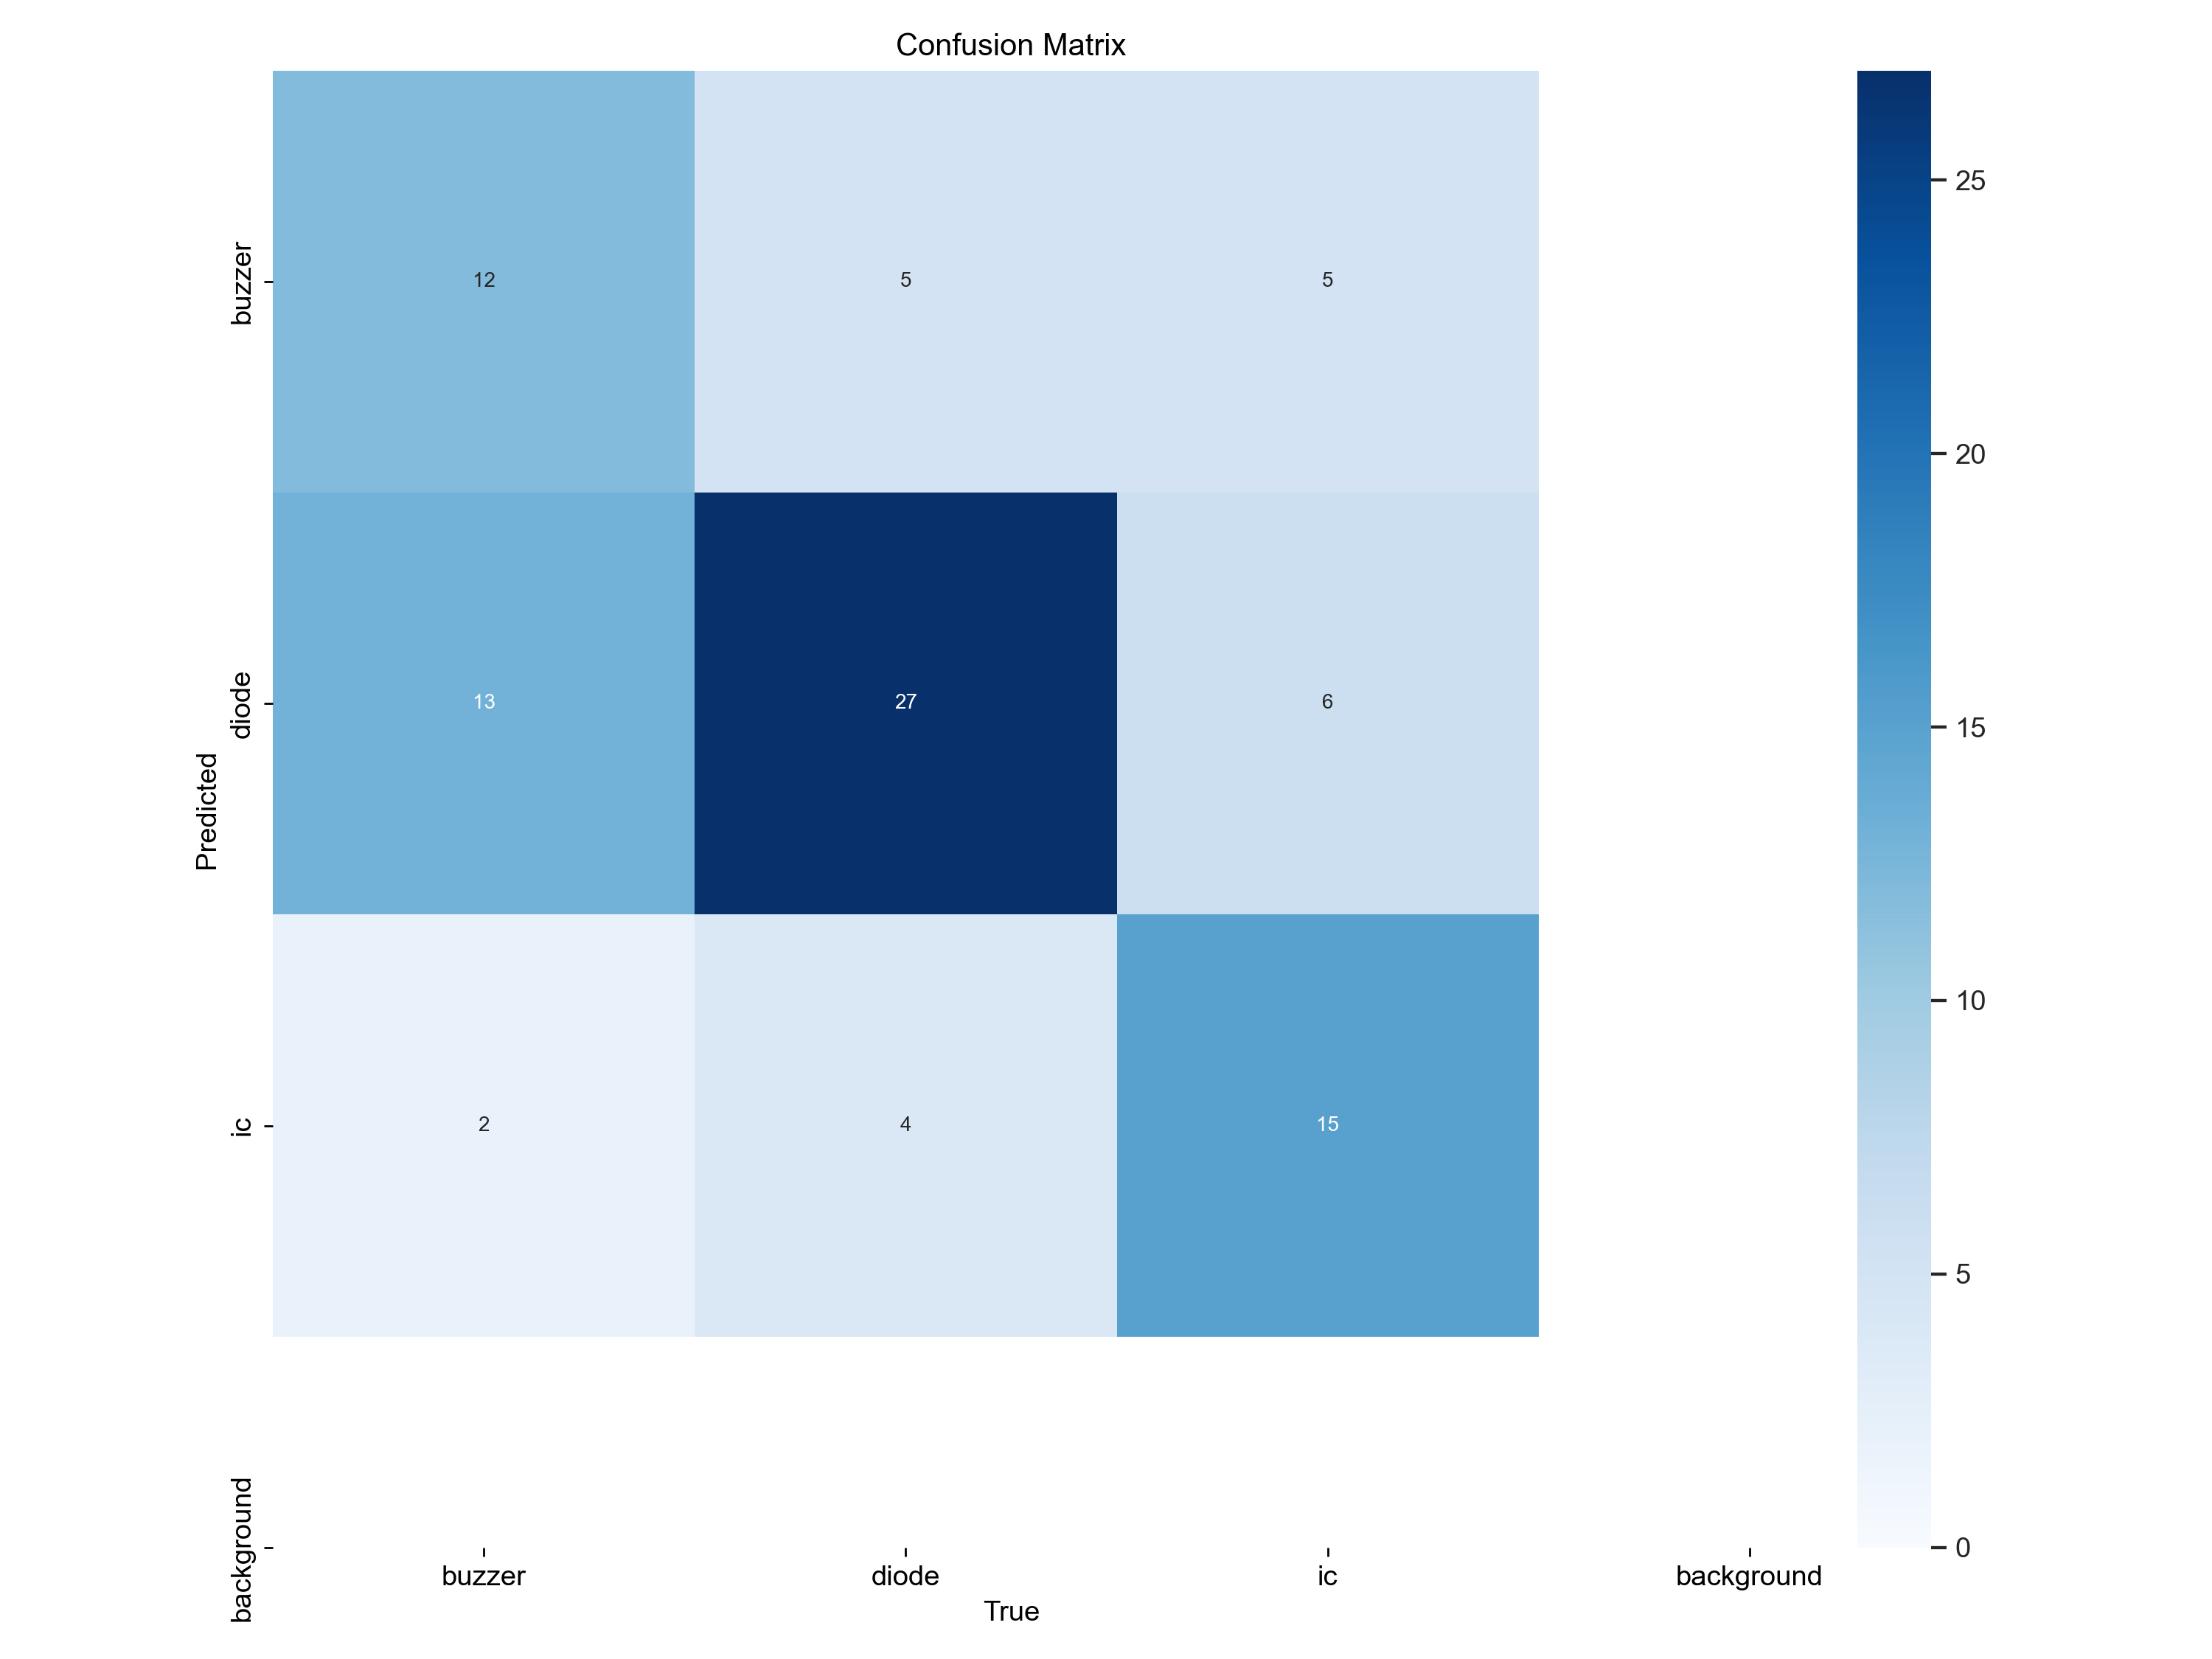 Confusion Matrix
buzzer
12
5
5
diode
13
27
6
ic
2
4
15
background
Predicted
buzzer
diode
ic
background
True
25
20
15
10
5
0